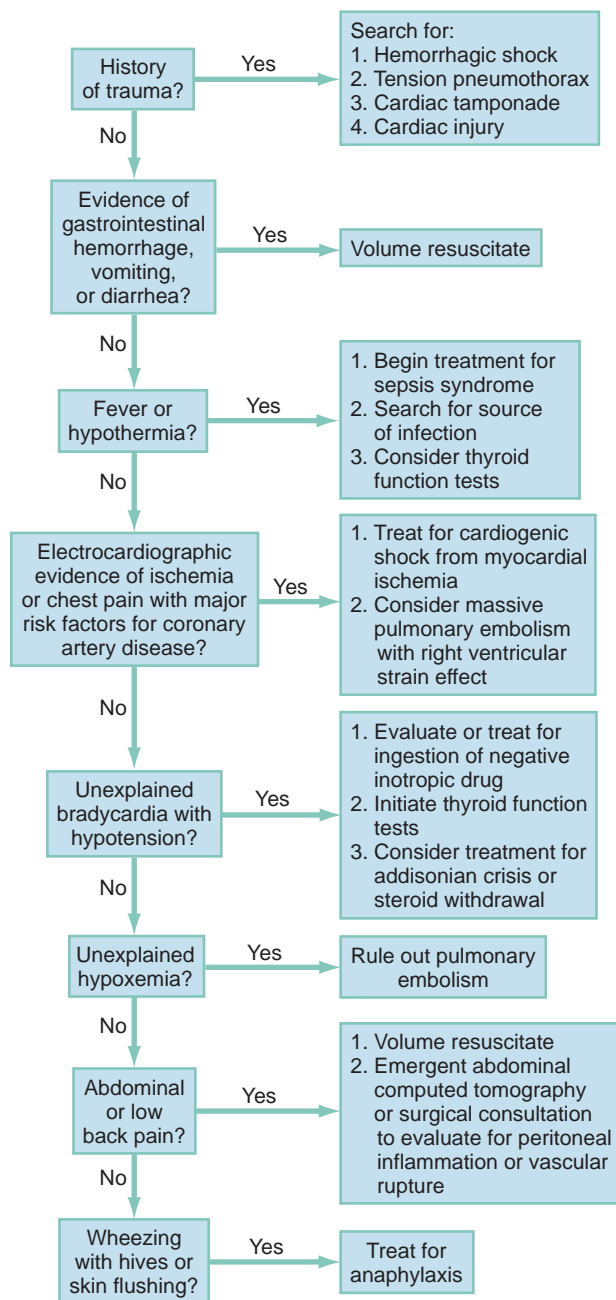 History
of trauma?
Yes
Search for:
1. Hemorrhagic shock
2. Tension pneumothorax
3. Cardiac tamponade
4. Cardiac injury
No
Evidence of
gastrointestinal
hemorrhage,
vomiting,
or diarrhea?
Yes
Volume resuscitate
No
Fever or
hypothermia?
Yes
1. Begin treatment for
sepsis syndrome
2. Search for source
of infection
3. Consider thyroid
function tests
No
Electrocardiographic
evidence of ischemia
or chest pain with major
risk factors for coronary
artery disease?
Yes
1. Treat for cardiogenic
shock from myocardial
ischemia
2. Consider massive
pulmonary embolism
with right ventricular
strain effect
No
Unexplained
bradycardia with
hypotension?
Yes
1. Evaluate or treat for
ingestion of negative
inotropic drug
2. Initiate thyroid function
tests
3. Consider treatment for
addisonian crisis or
steroid withdrawal
No
Unexplained
hypoxemia?
Yes
Rule out pulmonary
embolism
No
Abdominal
or low
back pain?
Yes
1. Volume resuscitate
2. Emergent abdominal
computed tomography
or surgical consultation
to evaluate for peritoneal
inflammation or vascular
rupture
No
Wheezing
with hives or
skin flushing?
Yes
Treat for
anaphylaxis